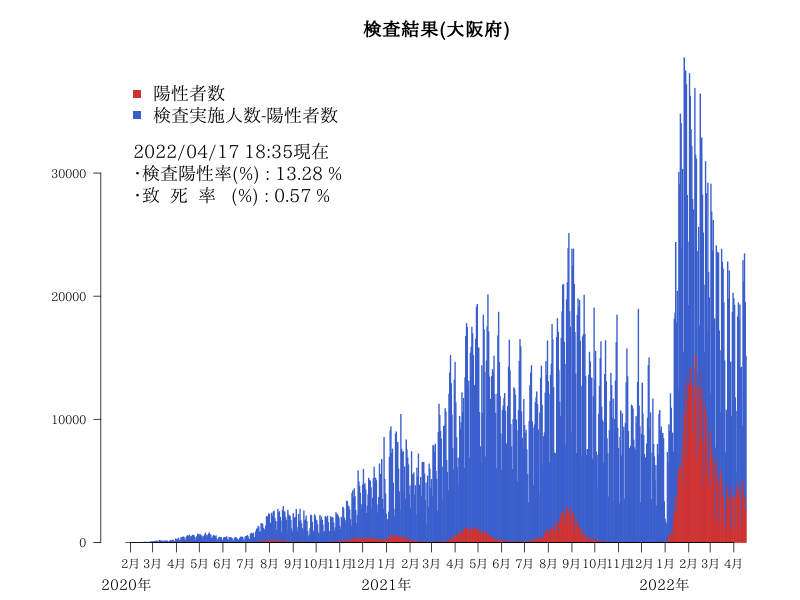 検査結果(大阪府)
陽性者数
検査実施人数-陽性者数
2022/04/17 18:35現在
・検査陽性率(%) : 13.28 %
・致 死 率 (%) : 0.57 %
30000
20000
10000
0
2月 3月 4月 5月 6月 7月 8月 9月 10月 11月 12月 1月 2月 3月 4月 5月 6月 7月 8月 9月 10月 11月 12月 1月 2月 3月 4月
2020年 2021年 2022年